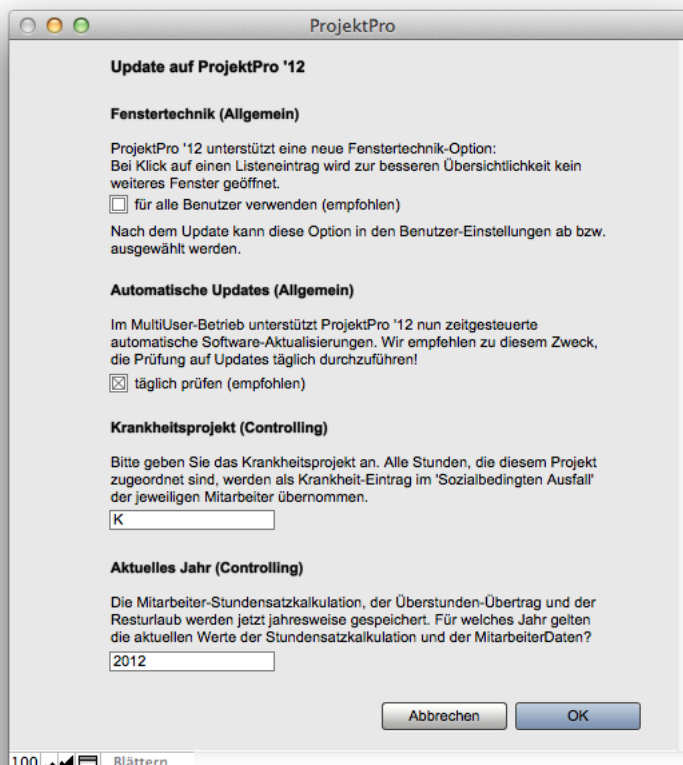 ProjektPro
Update auf ProjektPro '12
Fenstertechnik (Allgemein)
ProjektPro '12 unterstützt eine neue Fenstertechnik-Option:
Bei Klick auf einen Listeneintrag wird zur besseren Übersichtlichkeit kein
weiteres Fenster geöffnet.
für alle Benutzer verwenden (empfohlen)
Nach dem Update kann diese Option in den Benutzer-Einstellungen ab bzw.
ausgewählt werden.
Automatische Updates (Allgemein)
Im MultiUser-Betrieb unterstützt ProjektPro '12 nun zeitgesteuerte
automatische Software-Aktualisierungen. Wir empfehlen zu diesem Zweck,
die Prüfung auf Updates täglich durchzuführen!
täglich prüfen (empfohlen)
Krankheitsprojekt (Controlling)
Bitte geben Sie das Krankheitsprojekt an. Alle Stunden, die diesem Projekt
zugeordnet sind, werden als Krankheit-Eintrag im 'Sozialbedingten Ausfall'
der jeweiligen Mitarbeiter übernommen.
K
Aktuelles Jahr (Controlling)
Die Mitarbeiter-Stundensatzkalkulation, der Überstunden-Übertrag und der
Resturlaub werden jetzt jahresweise gespeichert. Für welches Jahr gelten
die aktuellen Werte der Stundensatzkalkulation und der MitarbeiterDaten?
2012
Abbrechen
OK
100
Blättern